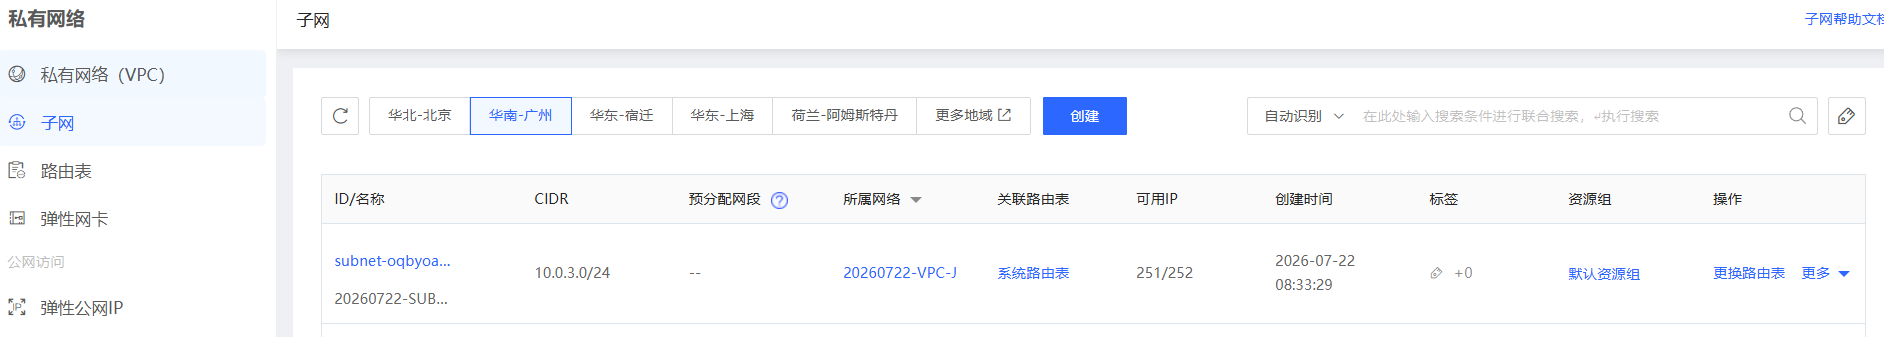 私有网络
子网
子网帮助文档
私有网络（VPC）
子网
路由表
弹性网卡
公网访问
弹性公网IP
华北-北京
华南-广州
华东-宿迁
华东-上海
荷兰-阿姆斯特丹
更多地域
创建
自动识别
在此处输入搜索条件进行联合搜索，⏎执行搜索
ID/名称
CIDR
预分配网段
所属网络
关联路由表
可用IP
创建时间
标签
资源组
操作
subnet-oqbyoa...
20260722-SUB...
10.0.3.0/24
--
20260722-VPC-J
系统路由表
251/252
2026-07-22
08:33:29
+0
默认资源组
更换路由表
更多